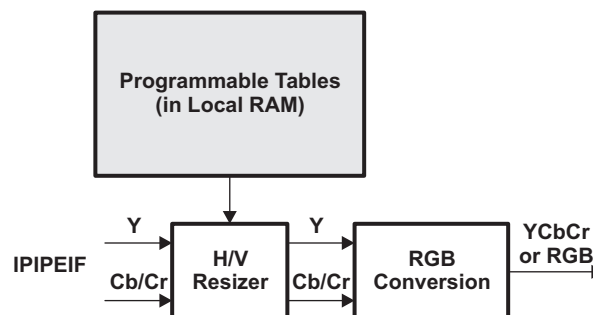 Programmable Tables
(in Local RAM)
IPIPEIF
Y
Cb/Cr
H/V
Resizer
Y
Cb/Cr
RGB
Conversion
YCbCr
or RGB